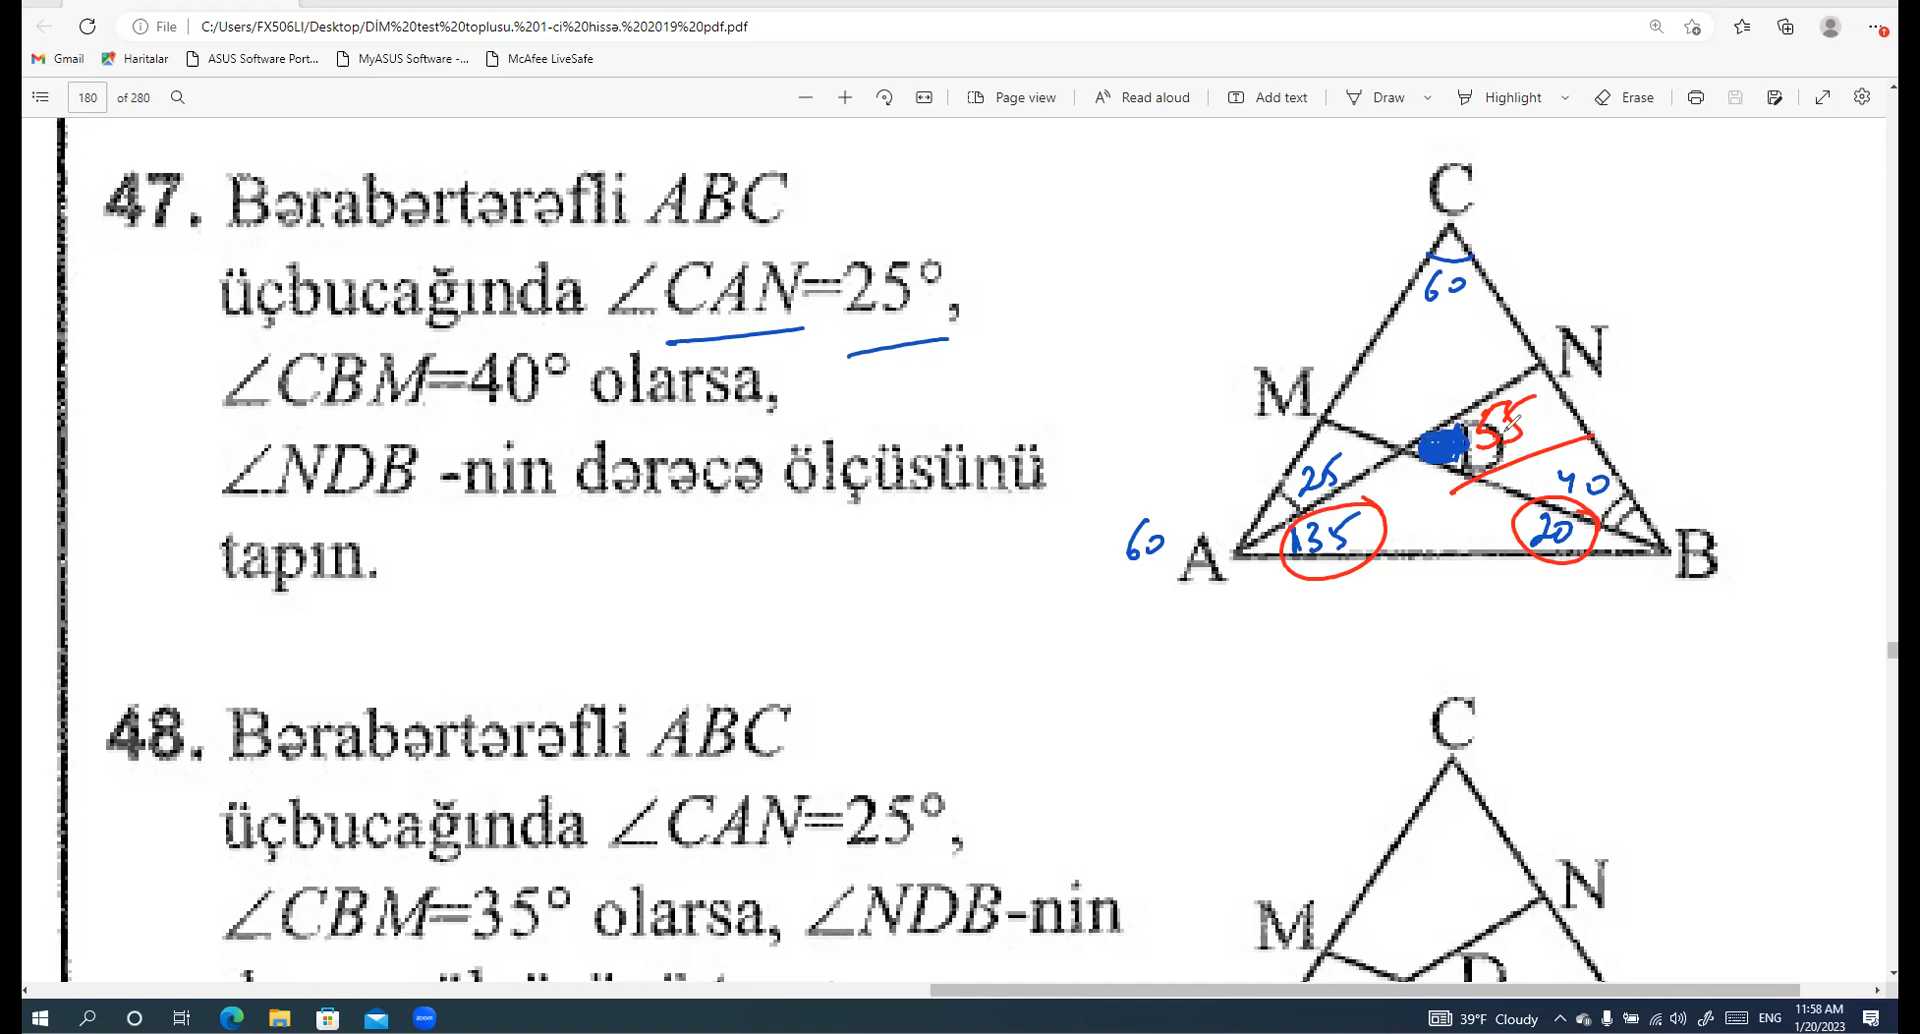 File C:/Users/FX506LI/Desktop/DİM%20test%20toplusu.%201-ci%20hissə.%202019%20pdf.pdf
Gmail Haritalar ASUS Software Port... MyASUS Software -... McAfee LiveSafe
180 of 280 Page view Read aloud Add text Draw Highlight Erase
47. Bərabərtərəfli ABC
üçbucağında ∠CAN=25°,
∠CBM=40° olarsa,
∠NDB -nin dərəcə ölçüsünü
tapın.
C
60
N
M
55
D
25
40
60 A 135 20 B
48. Bərabərtərəfli ABC
üçbucağında ∠CAN=25°,
∠CBM=35° olarsa, ∠NDB-nin
C
N
M
D
zoom 39°F Cloudy ENG 11:58 AM
1/20/2023